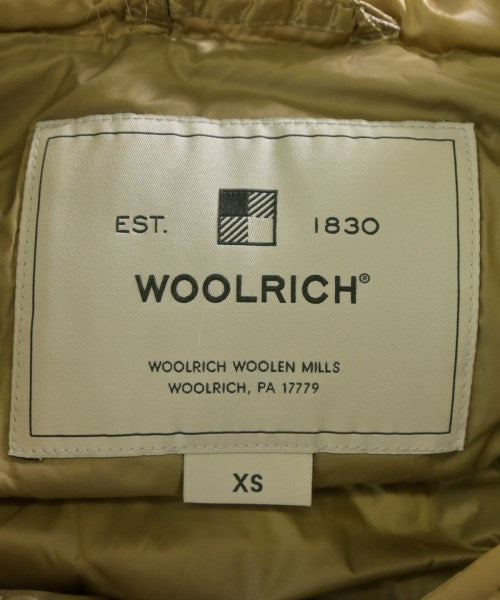 EST. 1830
WOOLRICH®
WOOLRICH WOOLEN MILLS
WOOLRICH, PA 17779
XS